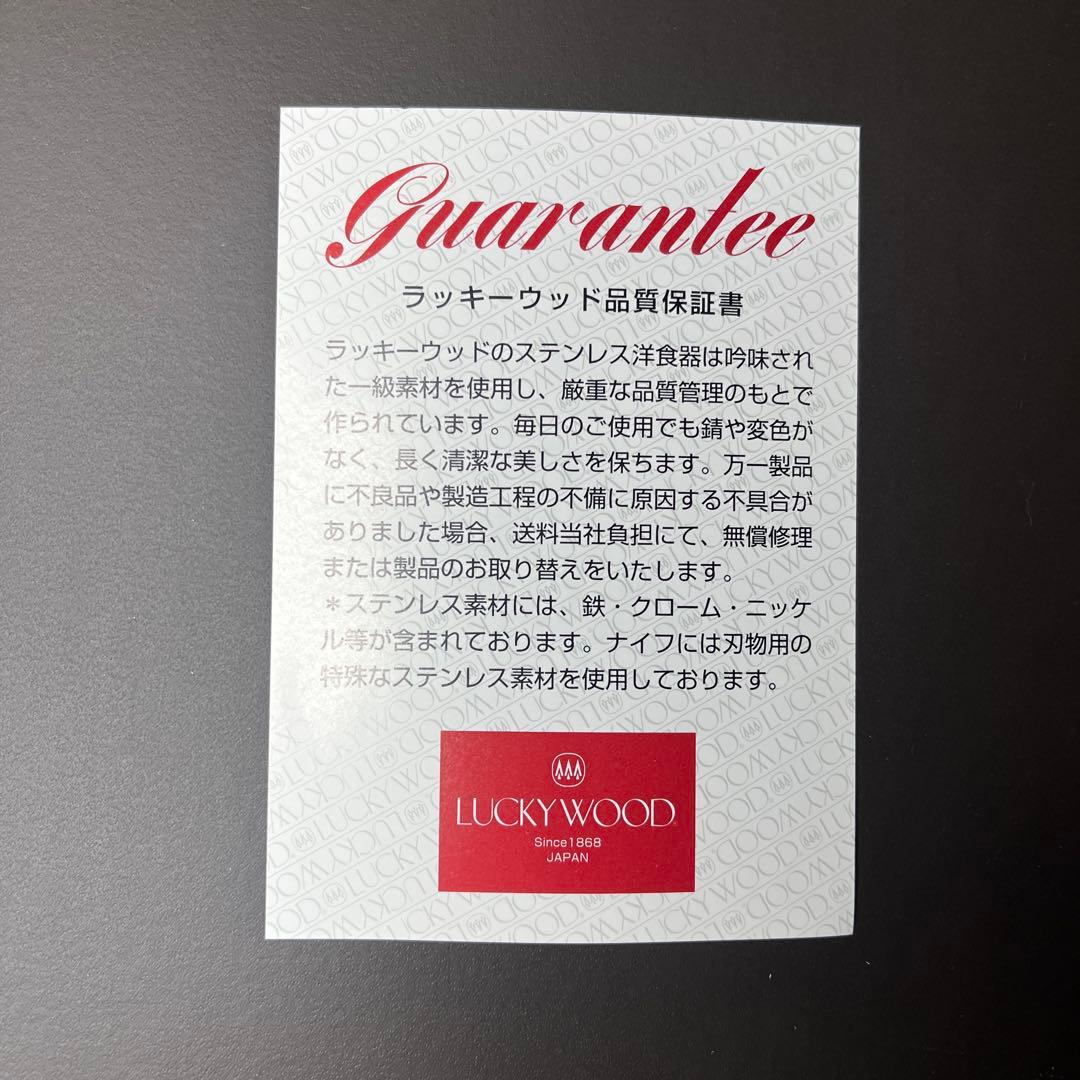 Guarantee
ラッキーウッド品質保証書
ラッキーウッドのステンレス洋食器は吟味され
た一級素材を使用し、厳重な品質管理のもとで
作られています。毎日のご使用でも錆や変色が
なく、長く清潔な美しさを保ちます。万一製品
に不良品や製造工程の不備に原因する不具合が
ありました場合、送料当社負担にて、無償修理
または製品のお取り替えをいたします。
＊ステンレス素材には、鉄・クローム・ニッケ
ル等が含まれております。ナイフには刃物用の
特殊なステンレス素材を使用しております。
LUCKYWOOD
Since1868
JAPAN